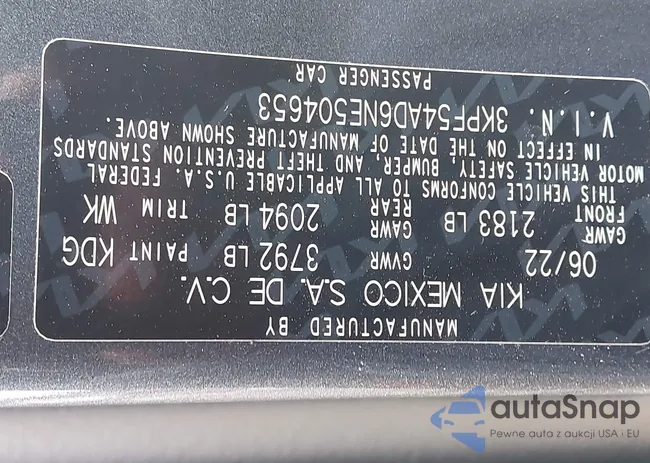 MANUFACTURED BY
KIA MEXICO S.A. DE C.V.
06/22 GVWR 3792 LB PAINT KDG
GAWR FRONT 2183 LB GAWR REAR 2094 LB TRIM WK
THIS VEHICLE CONFORMS TO ALL APPLICABLE U.S.A. FEDERAL
MOTOR VEHICLE SAFETY, BUMPER, AND THEFT PREVENTION STANDARDS
IN EFFECT ON THE DATE OF MANUFACTURE SHOWN ABOVE.
V.I.N. 3KPF54AD6NE504653
PASSENGER CAR
autaSnap
Pewne auta z aukcji USA i EU